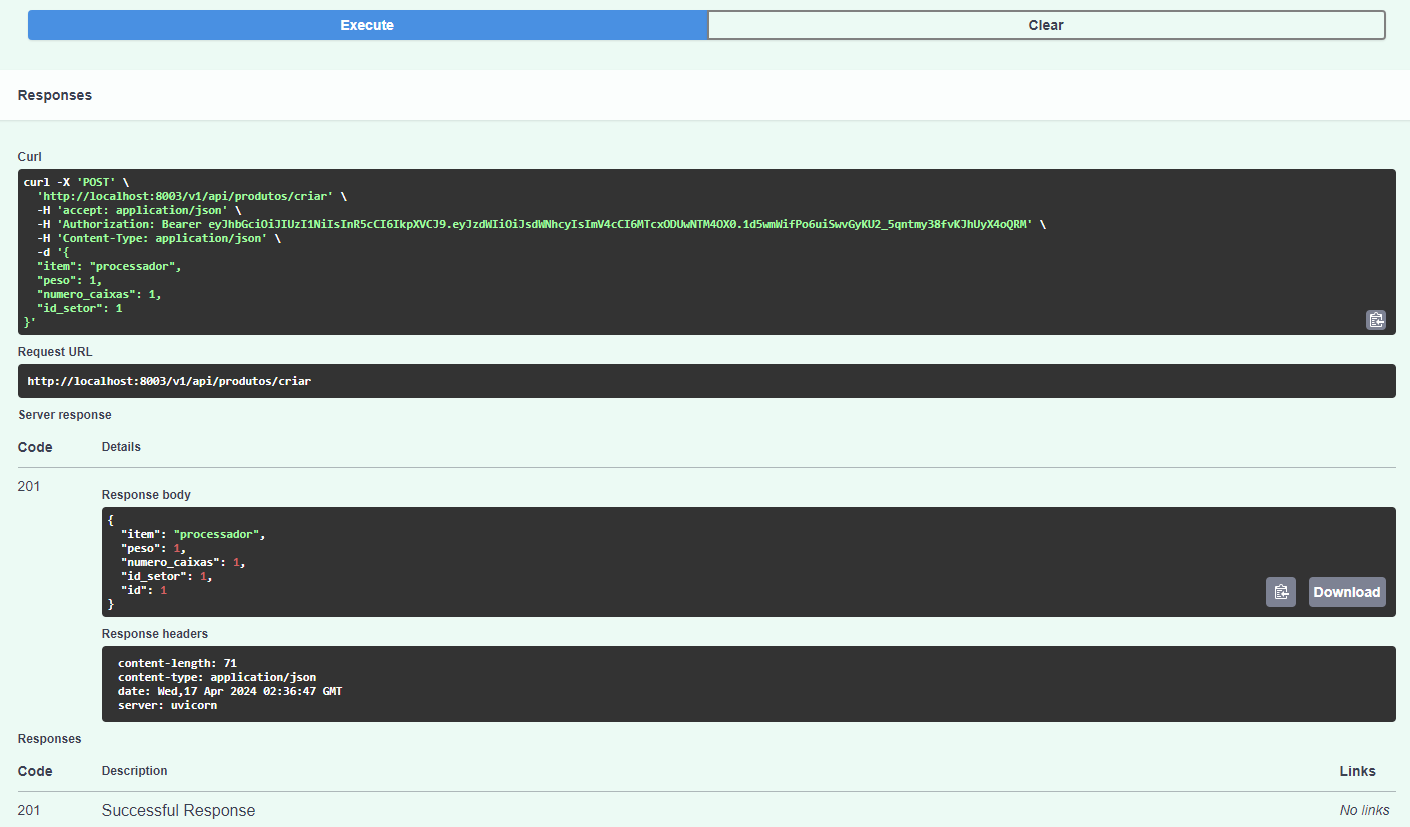 Execute
Clear
Responses
Curl
curl -X 'POST' \
'http://localhost:8003/v1/api/produtos/criar' \
-H 'accept: application/json' \
-H 'Authorization: Bearer eyJhbGciOiJIUzI1NiIsInR5cCI6IkpXVCJ9.eyJzdWIiOiJsdWNhcyIsImV4cCI6MTcxODUwNTM4OX0.1d5wmWifPo6uiSwvGyKU2_5qntmy38fvKJhUyX4oQRM' \
-H 'Content-Type: application/json' \
-d '{
"item": "processador",
"peso": 1,
"numero_caixas": 1,
"id_setor": 1
}'
Request URL
http://localhost:8003/v1/api/produtos/criar
Server response
Code
Details
201
Response body
{
"item": "processador",
"peso": 1,
"numero_caixas": 1,
"id_setor": 1,
"id": 1
}
Download
Response headers
content-length: 71
content-type: application/json
date: Wed,17 Apr 2024 02:36:47 GMT
server: uvicorn
Responses
Code
Description
Links
201
Successful Response
No links